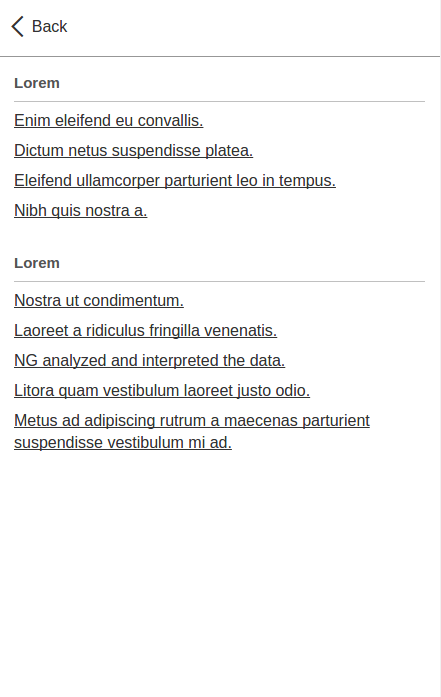 Back
Lorem
Enim eleifend eu convallis.
Dictum netus suspendisse platea.
Eleifend ullamcorper parturient leo in tempus.
Nibh quis nostra a.
Lorem
Nostra ut condimentum.
Laoreet a ridiculus fringilla venenatis.
NG analyzed and interpreted the data.
Litora quam vestibulum laoreet justo odio.
Metus ad adipiscing rutrum a maecenas parturient
suspendisse vestibulum mi ad.